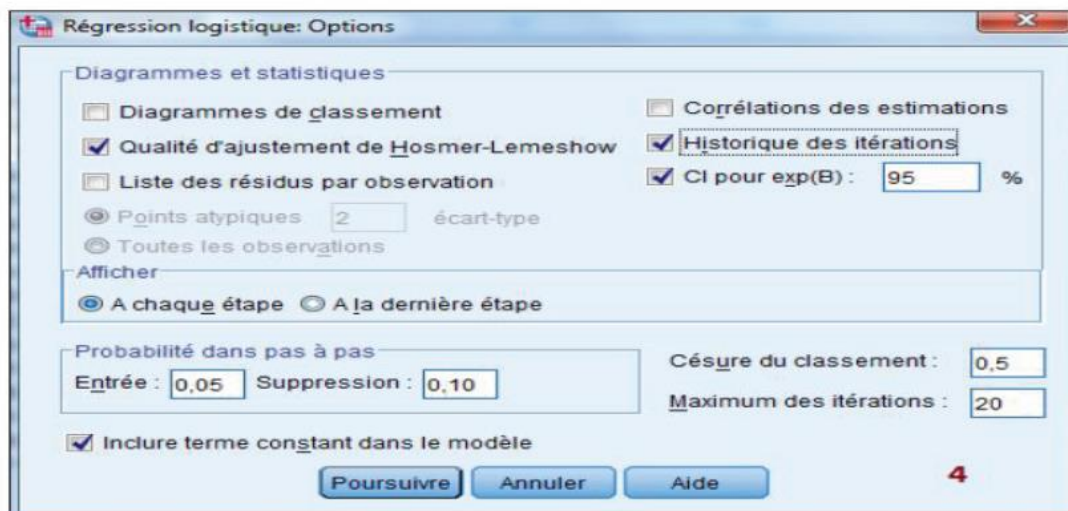 Régression logistique: Options
Diagrammes et statistiques
Diagrammes de classement
Corrélations des estimations
Qualité d'ajustement de Hosmer-Lemeshow
Historique des itérations
Liste des résidus par observation
CI pour exp(B) : 95 %
Points atypiques 2 écart-type
Toutes les observations
Afficher
A chaque étape A la dernière étape
Probabilité dans pas à pas
Entrée : 0,05 Suppression : 0,10
Césure du classement : 0,5
Maximum des itérations : 20
Inclure terme constant dans le modèle
Poursuivre Annuler Aide
4